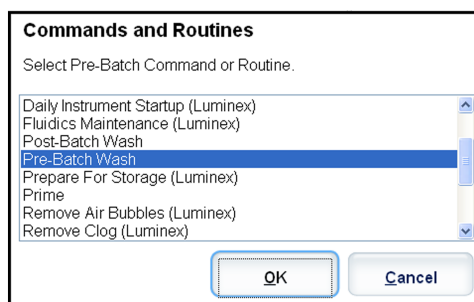 Commands and Routines
Select Pre-Batch Command or Routine.
Daily Instrument Startup (Luminex)
Fluidics Maintenance (Luminex)
Post-Batch Wash
Pre-Batch Wash
Prepare For Storage (Luminex)
Prime
Remove Air Bubbles (Luminex)
Remove Clog (Luminex)
OK
Cancel